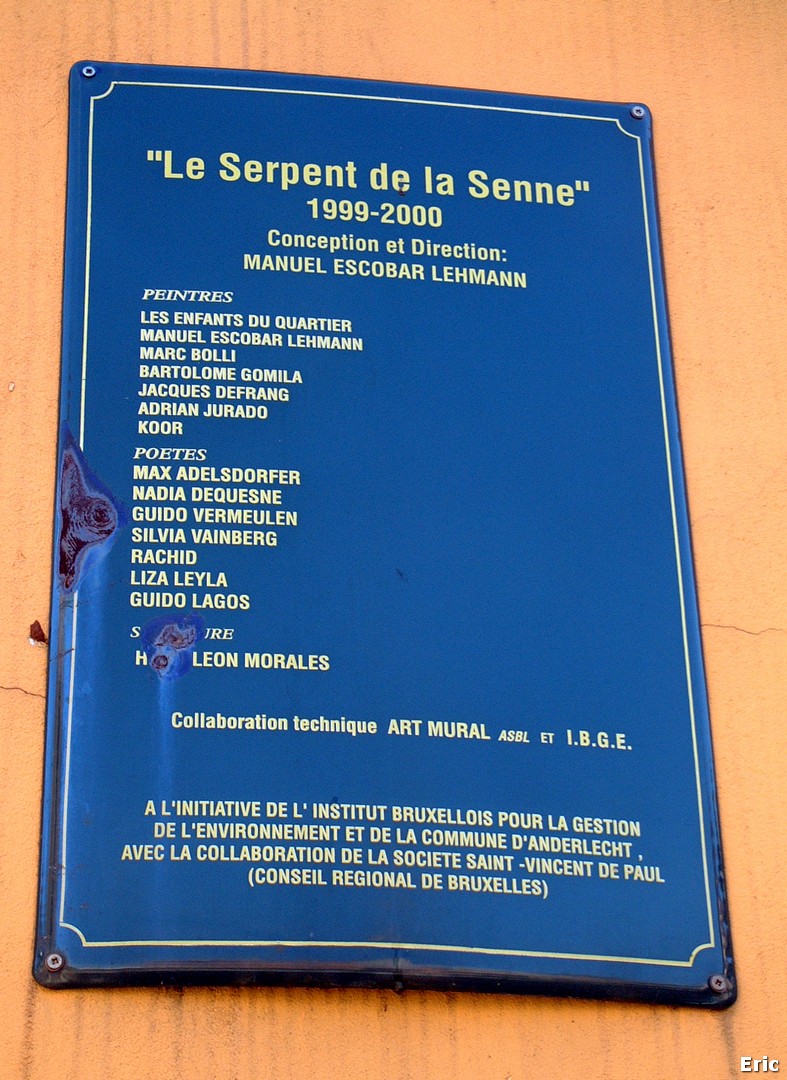 "Le Serpent de la Senne"
1999-2000
Conception et Direction:
MANUEL ESCOBAR LEHMANN
PEINTRES
LES ENFANTS DU QUARTIER
MANUEL ESCOBAR LEHMANN
MARC BOLLI
BARTOLOME GOMILA
JACQUES DEFRANG
ADRIAN JURADO
KOOR
POETES
MAX ADELSDORFER
NADIA DEQUESNE
GUIDO VERMEULEN
SILVIA VAINBERG
RACHID
LIZA LEYLA
GUIDO LAGOS
LEON MORALES
Collaboration technique ART MURAL ASBL ET I.B.G.E.
A L'INITIATIVE DE L' INSTITUT BRUXELLOIS POUR LA GESTION
DE L'ENVIRONNEMENT ET DE LA COMMUNE D'ANDERLECHT ,
AVEC LA COLLABORATION DE LA SOCIETE SAINT -VINCENT DE PAUL
(CONSEIL REGIONAL DE BRUXELLES)
Eric